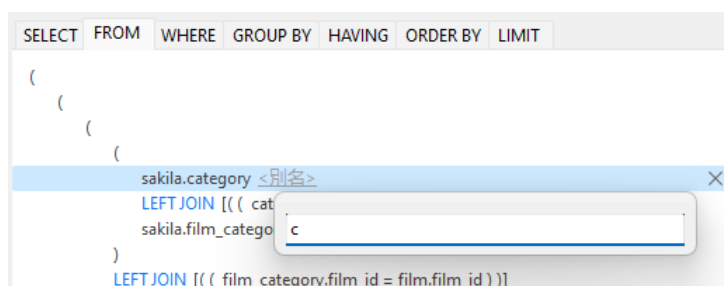 SELECT FROM WHERE GROUP BY HAVING ORDER BY LIMIT
(
(
(
(
sakila.category <別名>
LEFT JOIN [( ( cat
sakila.film_catego
c
)
LEFT JOIN [( ( film_category.film_id = film.film_id ) )]